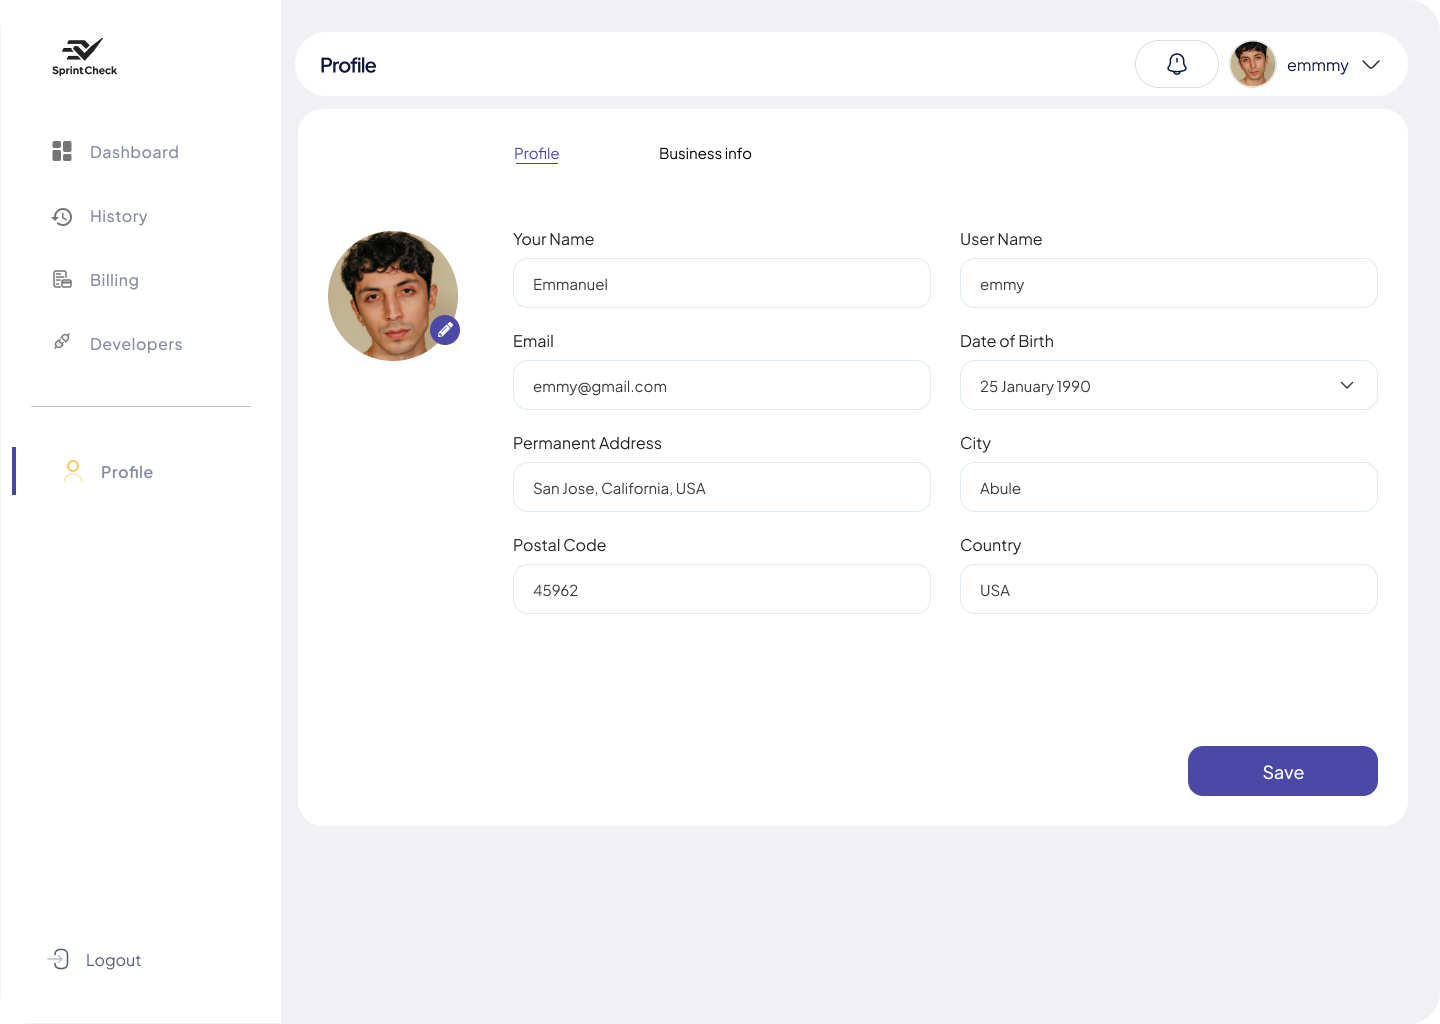 Sprint Check
Dashboard
History
Billing
Developers
Profile
Logout
Profile
emmmy
Profile
Business info
Your Name
Emmanuel
User Name
emmy
Email
emmy@gmail.com
Date of Birth
25 January 1990
Permanent Address
San Jose, California, USA
City
Abule
Postal Code
45962
Country
USA
Save